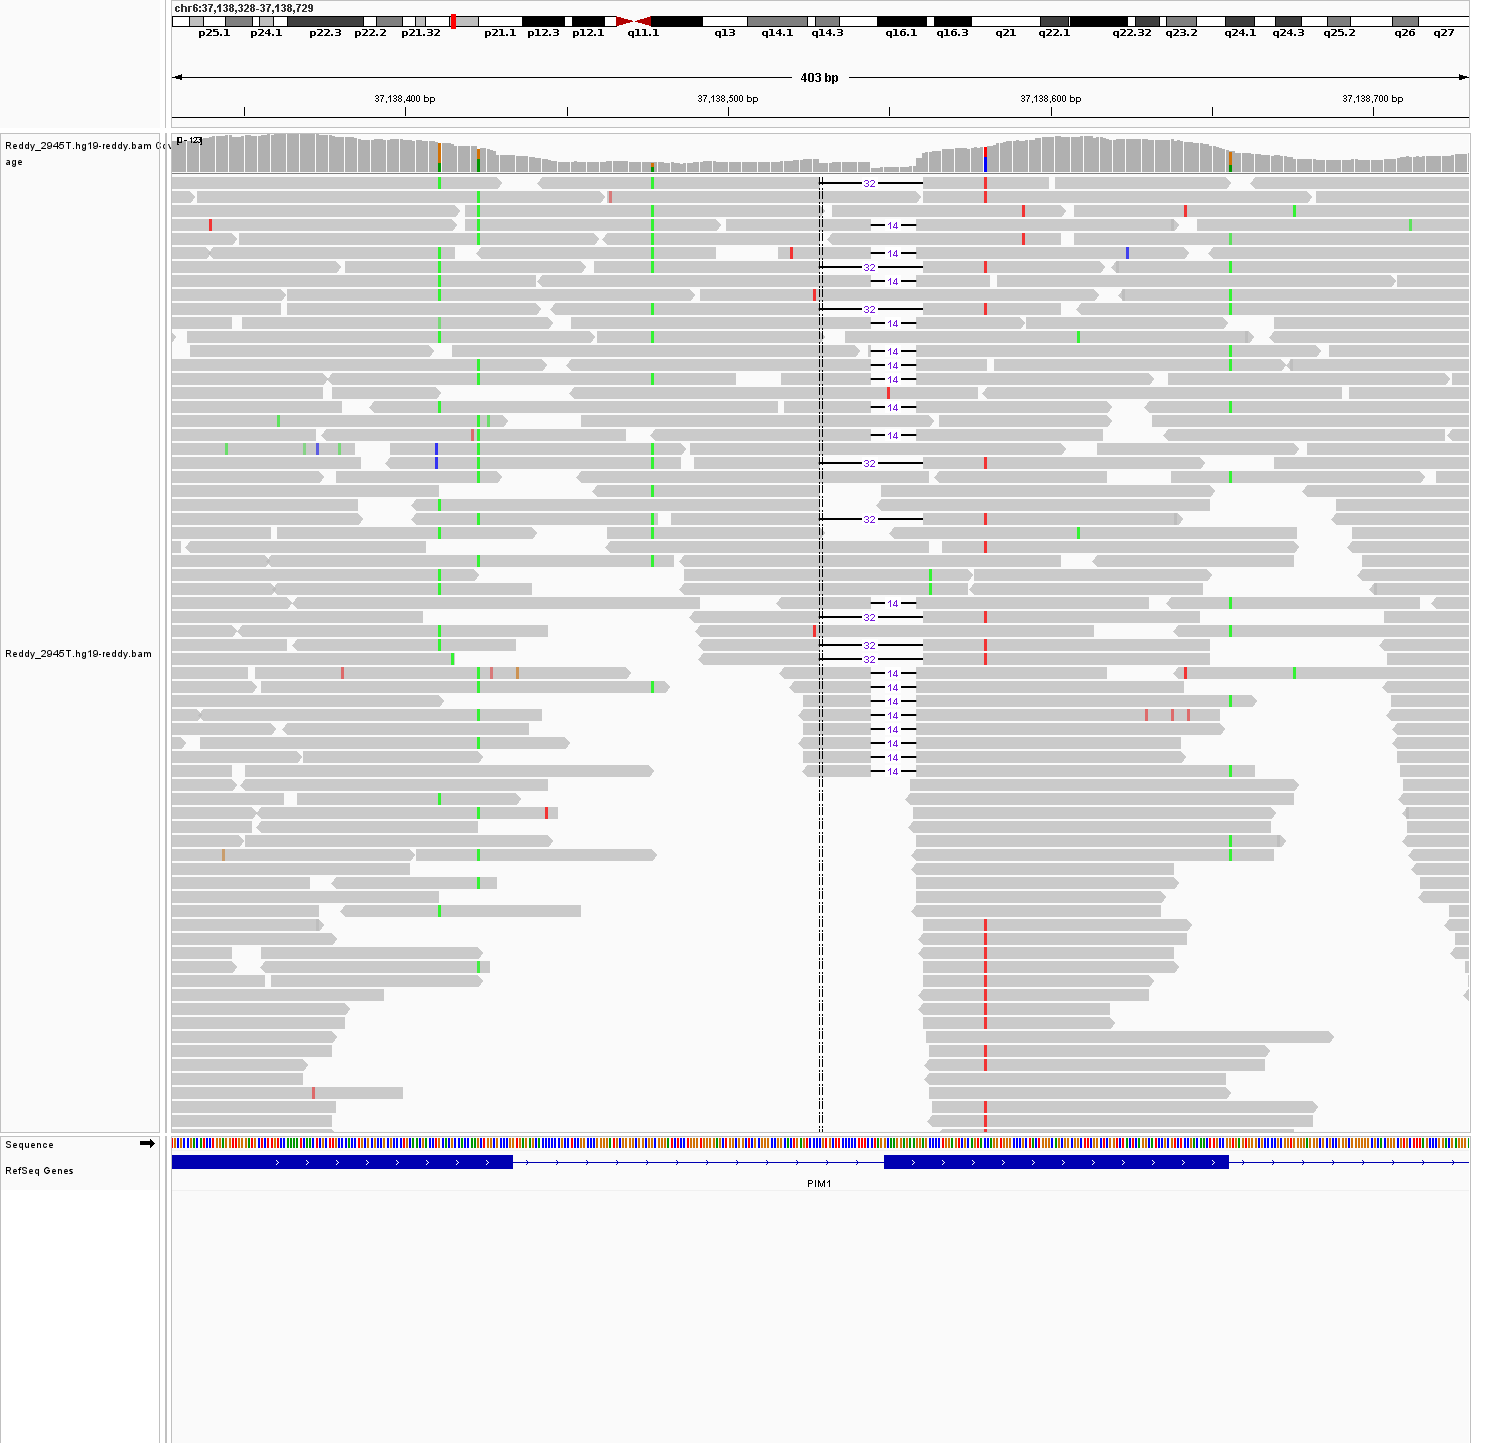 chr6:37,138,328-37,138,729
p25.1 p24.1 p22.3 p22.2 p21.32 p21.1 p12.3 p12.1 q11.1 q13 q14.1 q14.3 q16.1 q16.3 q21 q22.1 q22.32 q23.2 q24.1 q24.3 q25.2 q26 q27
403 bp
37,138,400 bp 37,138,500 bp 37,138,600 bp 37,138,700 bp
Reddy_2945T.hg19-reddy.bam
age
[0 - 123]
32
14
14
32
14
32
14
14
14
14
14
14
32
32
14
32
32
32
14
14
14
14
14
14
14
14
Reddy_2945T.hg19-reddy.bam
Sequence
RefSeq Genes
PIM1